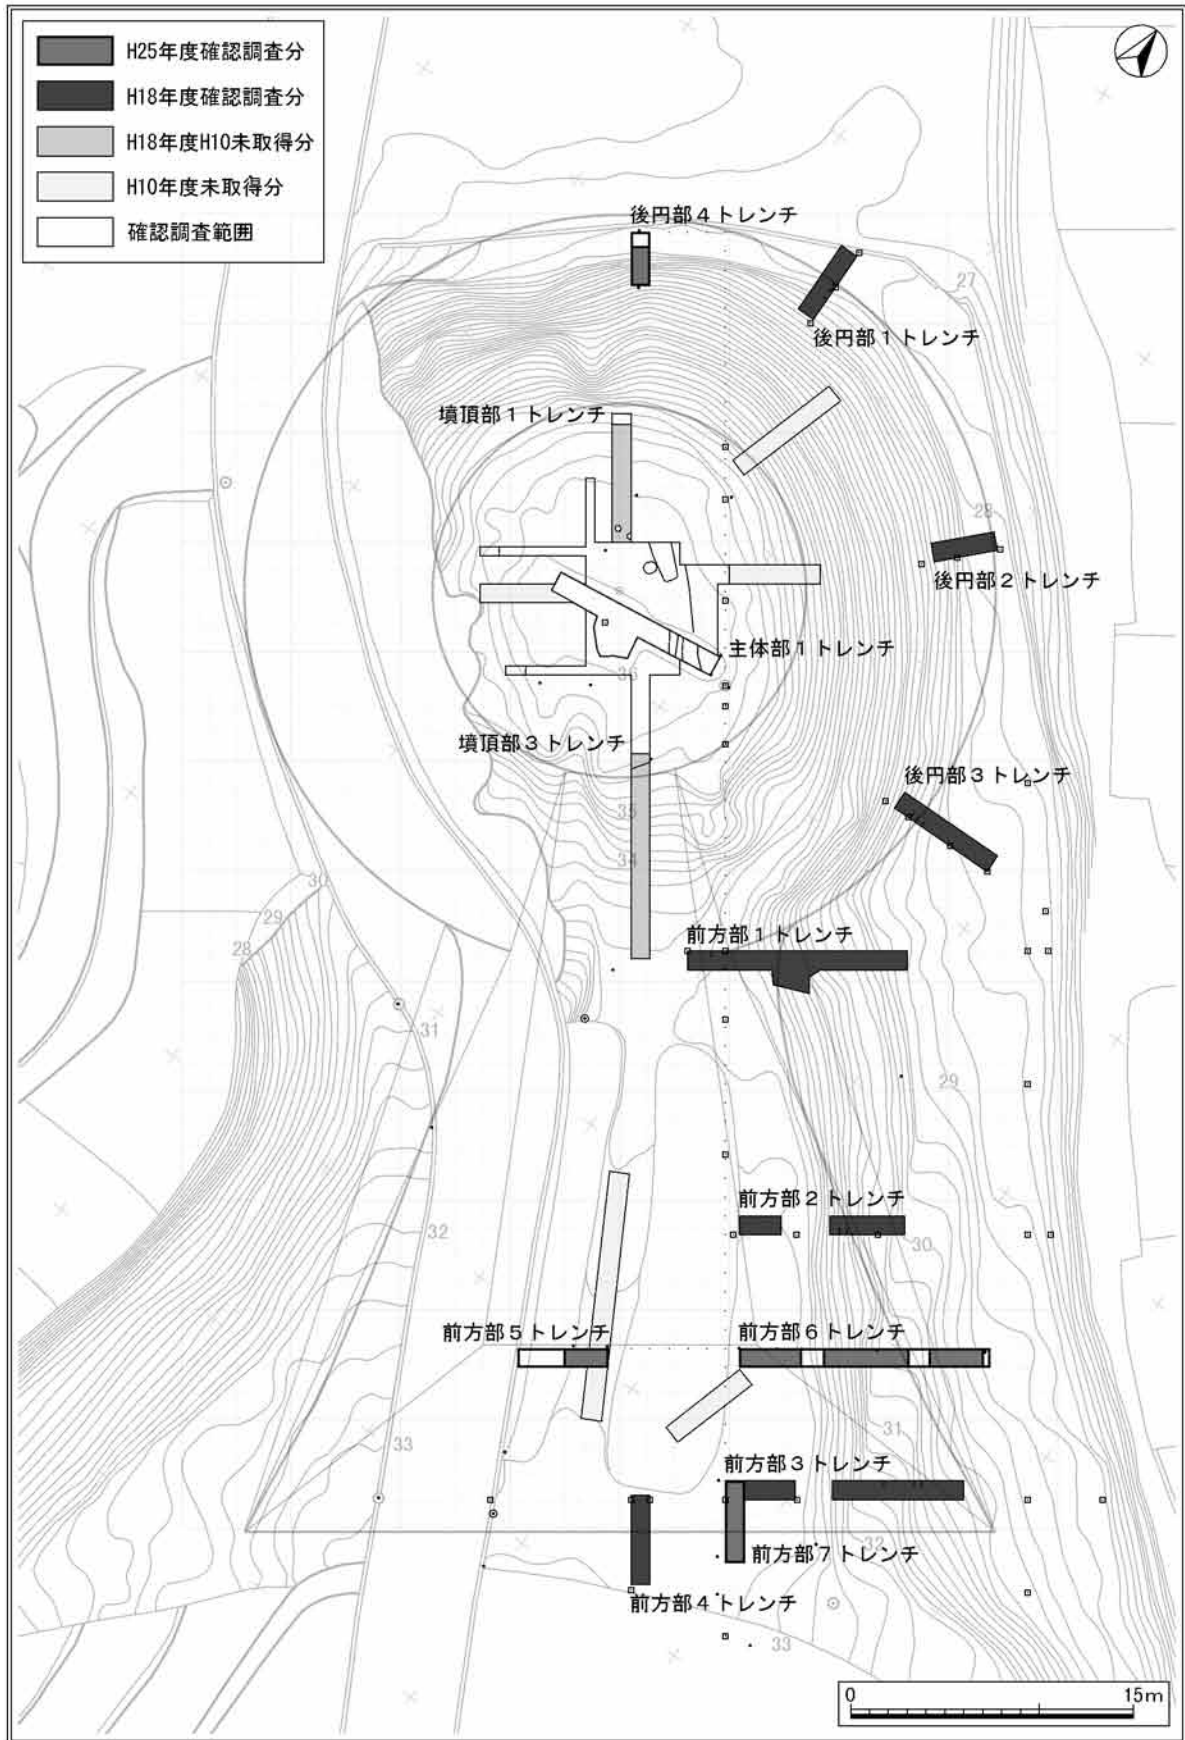 H25年度確認調査分
H18年度確認調査分
H18年度H10未取得分
H10年度未取得分
確認調査範囲
後円部4トレンチ
27
後円部1トレンチ
墳頂部1トレンチ
28
後円部2トレンチ
主体部1トレンチ
36
墳頂部3トレンチ
後円部3トレンチ
35
34
30
29
28
前方部1トレンチ
31
29
前方部2トレンチ
32
30
前方部5トレンチ
前方部6トレンチ
31
33
前方部3トレンチ
32
前方部7トレンチ
前方部4トレンチ
33
0 15m